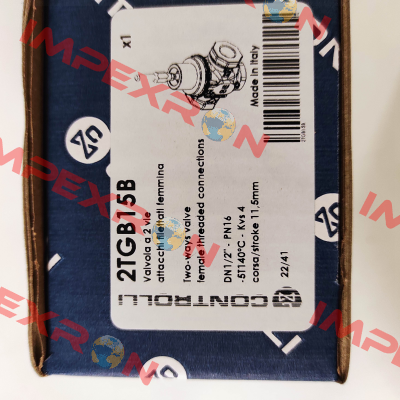 x1
Made in Italy
2TGB15B
Valvola a 2 vie
attacchi filettati femmina
Two-ways valve
female threaded connections
DN1/2" - PN16
-5T140°C - Kvs 4
corsa/stroke 11,5mm
22/41
CONTROLLI
IMPEXRON
IMPEXRON
IMPEXRON